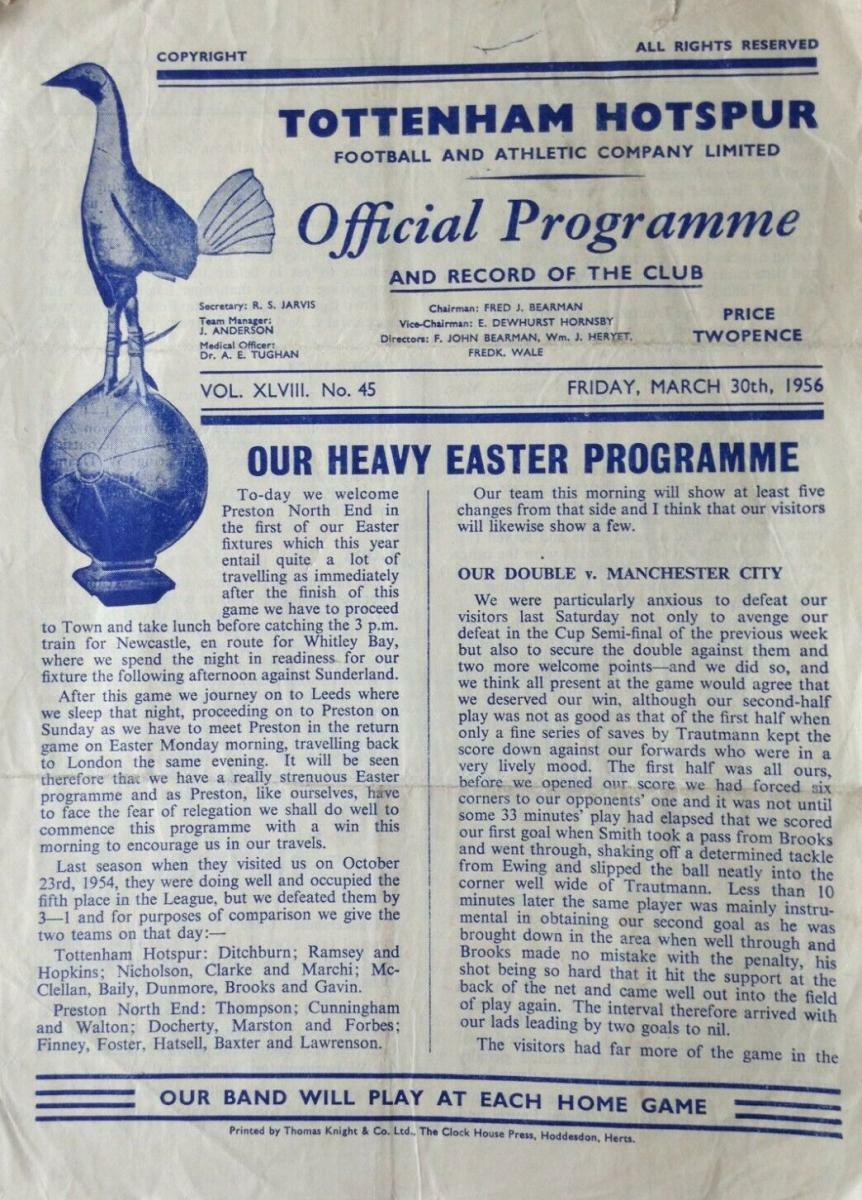 COPYRIGHT
ALL RIGHTS RESERVED
TOTTENHAM HOTSPUR
FOOTBALL AND ATHLETIC COMPANY LIMITED
Official Programme
AND RECORD OF THE CLUB
Secretary: R. S. JARVIS
Team Manager:
J. ANDERSON
Medical Officer:
Dr. A. E. TUGHAN
Chairman: FRED J. BEARMAN
Vice-Chairman: E. DEWHURST HORNSBY
Directors: F. JOHN BEARMAN, Wm. J. HERYET,
FREDK. WALE
PRICE
TWOPENCE
VOL. XLVIII. No. 45
FRIDAY, MARCH 30th, 1956
OUR HEAVY EASTER PROGRAMME
To-day we welcome
Preston North End in
the first of our Easter
fixtures which this year
entail quite a lot of
travelling as immediately
after the finish of this
game we have to proceed
to Town and take lunch before catching the 3 p.m.
train for Newcastle, en route for Whitley Bay,
where we spend the night in readiness for our
fixture the following afternoon against Sunderland.
After this game we journey on to Leeds where
we sleep that night, proceeding on to Preston on
Sunday as we have to meet Preston in the return
game on Easter Monday morning, travelling back
to London the same evening. It will be seen
therefore that we have a really strenuous Easter
programme and as Preston, like ourselves, have
to face the fear of relegation we shall do well to
commence this programme with a win this
morning to encourage us in our travels.
Last season when they visited us on October
23rd, 1954, they were doing well and occupied the
fifth place in the League, but we defeated them by
3—1 and for purposes of comparison we give the
two teams on that day:—
Tottenham Hotspur: Ditchburn; Ramsey and
Hopkins; Nicholson, Clarke and Marchi; Mc-
Clellan, Baily, Dunmore, Brooks and Gavin.
Preston North End: Thompson; Cunningham
and Walton; Docherty, Marston and Forbes;
Finney, Foster, Hatsell, Baxter and Lawrenson.
Our team this morning will show at least five
changes from that side and I think that our visitors
will likewise show a few.
OUR DOUBLE v. MANCHESTER CITY
We were particularly anxious to defeat our
visitors last Saturday not only to avenge our
defeat in the Cup Semi-final of the previous week
but also to secure the double against them and
two more welcome points—and we did so, and
we think all present at the game would agree that
we deserved our win, although our second-half
play was not as good as that of the first half when
only a fine series of saves by Trautmann kept the
score down against our forwards who were in a
very lively mood. The first half was all ours,
before we opened our score we had forced six
corners to our opponents' one and it was not until
some 33 minutes' play had elapsed that we scored
our first goal when Smith took a pass from Brooks
and went through, shaking off a determined tackle
from Ewing and slipped the ball neatly into the
corner well wide of Trautmann. Less than 10
minutes later the same player was mainly instru-
mental in obtaining our second goal as he was
brought down in the area when well through and
Brooks made no mistake with the penalty, his
shot being so hard that it hit the support at the
back of the net and came well out into the field
of play again. The interval therefore arrived with
our lads leading by two goals to nil.
The visitors had far more of the game in the
OUR BAND WILL PLAY AT EACH HOME GAME
Printed by Thomas Knight & Co. Ltd., The Clock House Press, Hoddesdon, Herts.